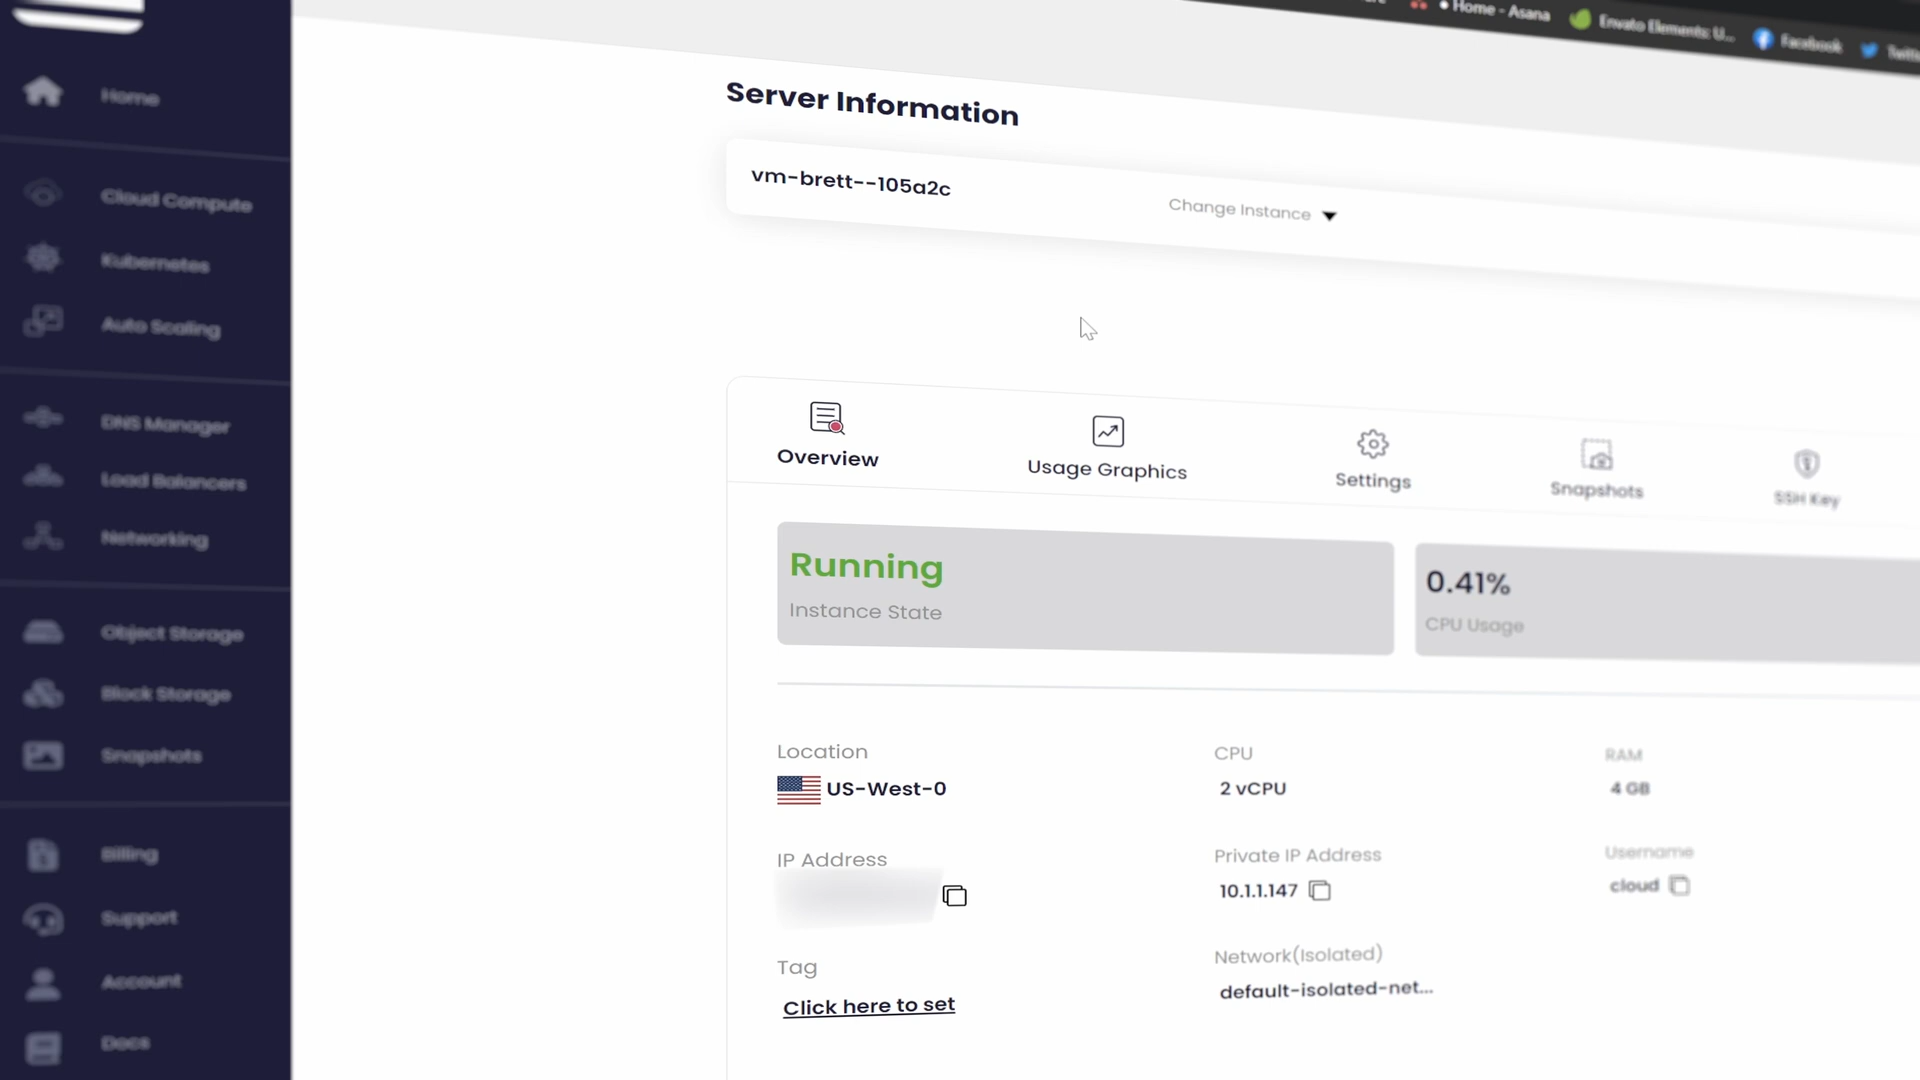 Home - Asana
Envato Elements: U...
Facebook
Home
Cloud Compute
Kubernetes
Auto Scaling
DNS Manager
Load Balancers
Networking
Object Storage
Block Storage
Snapshots
Billing
Support
Account
Docs
Server Information
vm-brett--105a2c
Change Instance
Overview
Usage Graphics
Settings
Snapshots
SSH Key
Running
Instance State
0.41%
CPU Usage
Location
US-West-0
CPU
2 vCPU
RAM
4 GB
IP Address
Private IP Address
10.1.1.147
Username
cloud
Tag
Click here to set
Network(Isolated)
default-isolated-net...